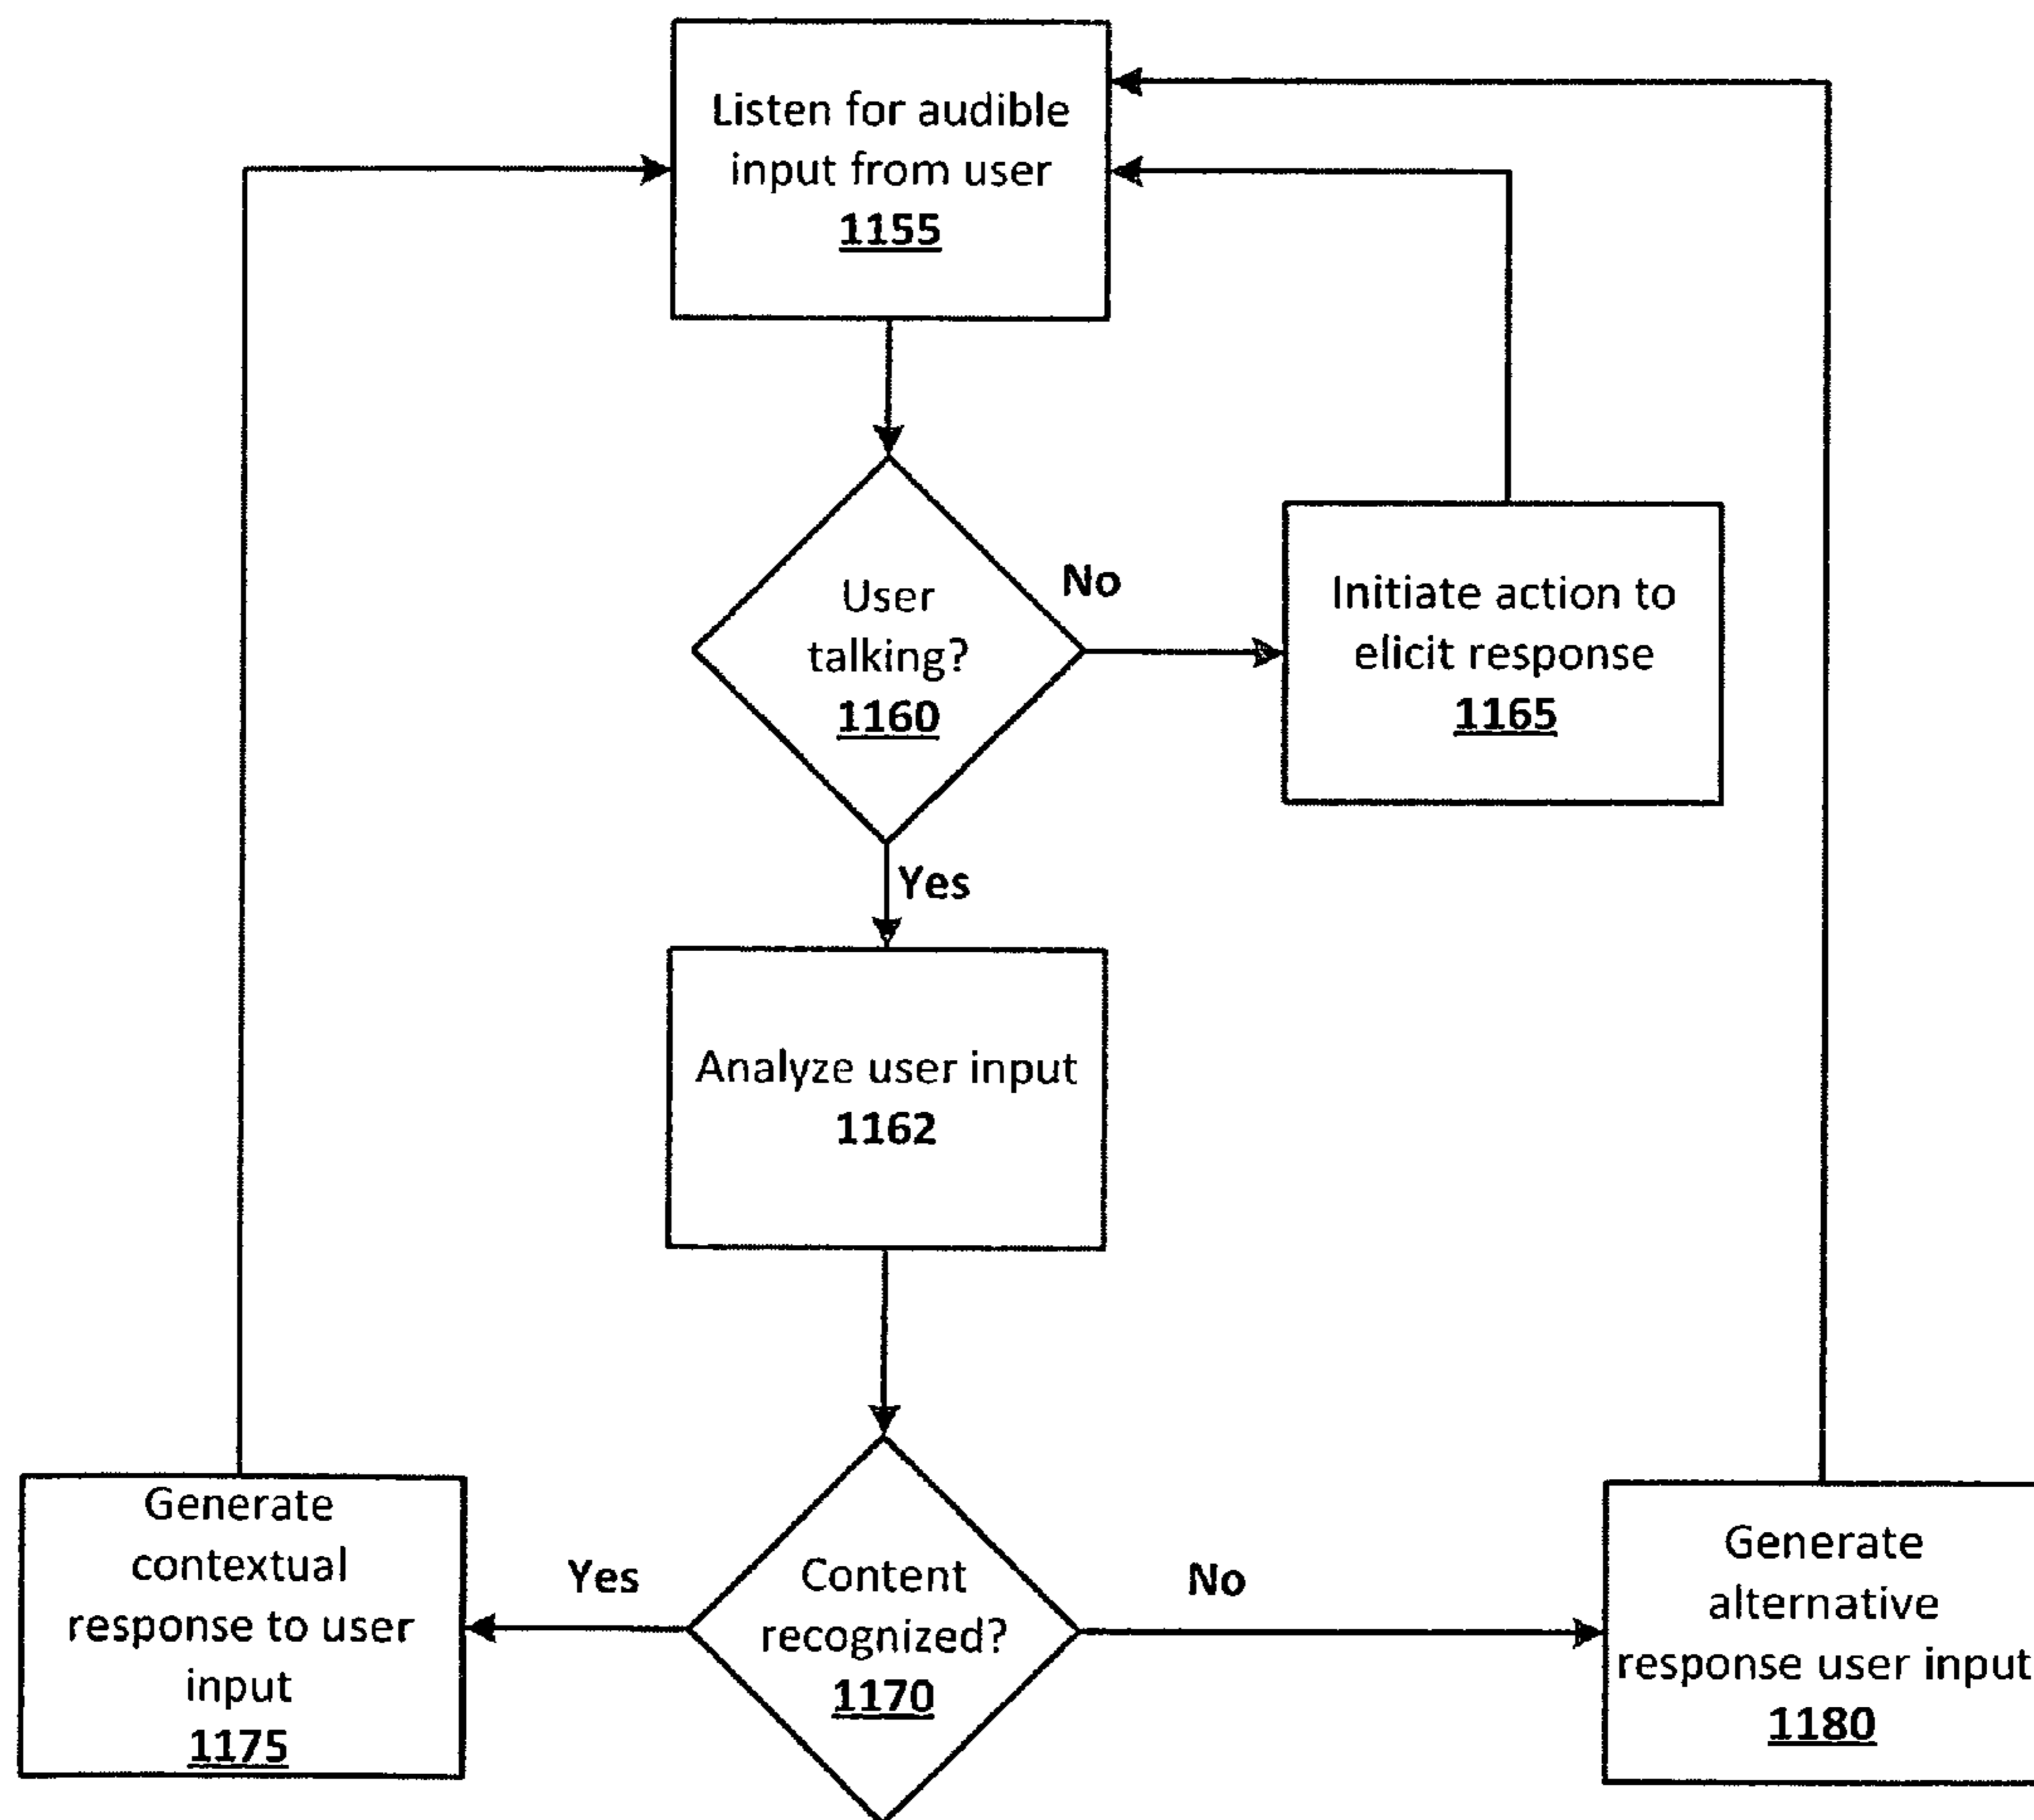 Listen for audible
input from user
1155
User
talking?
1160
No
Initiate action to
elicit response
1165
Yes
Analyze user input
1162
Generate
contextual
response to user
input
1175
Yes
Content
recognized?
1170
No
Generate
alternative
response user input
1180